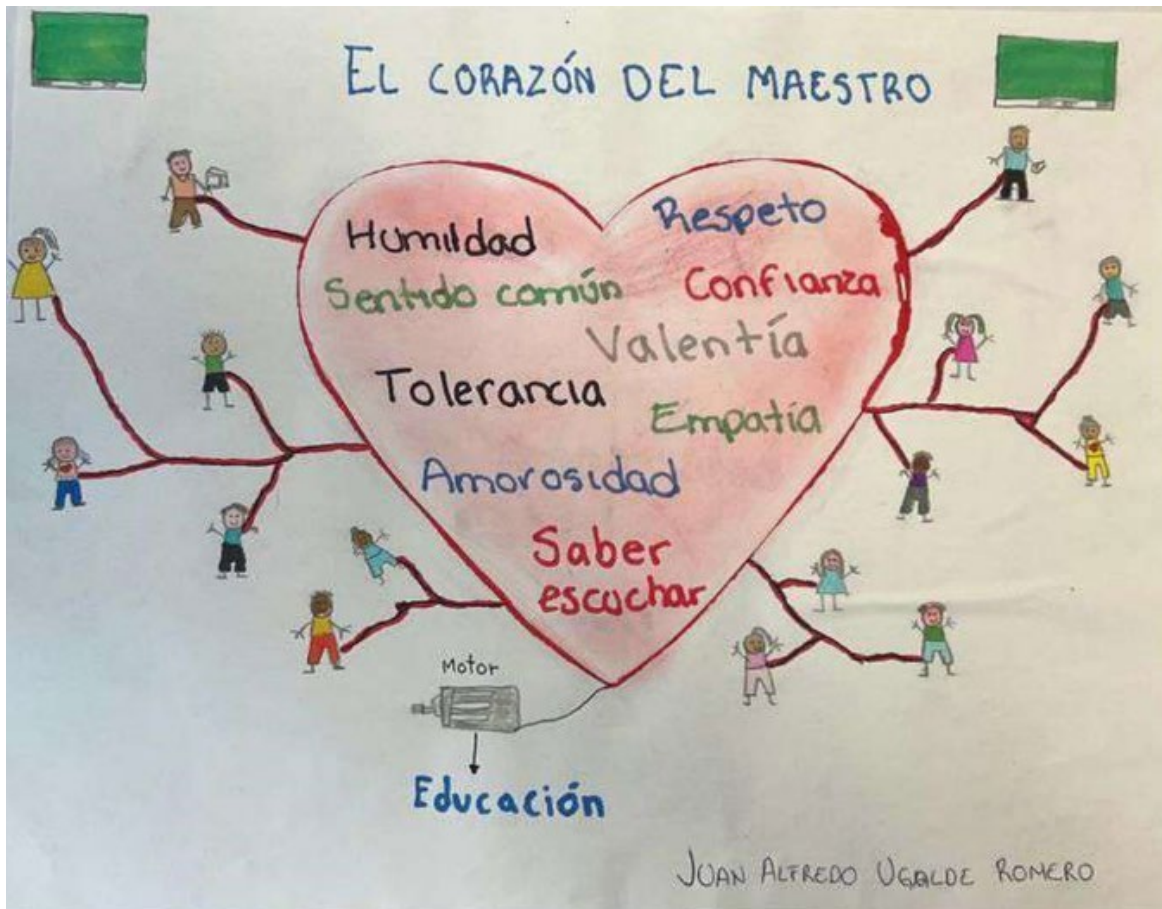 EL CORAZÓN DEL MAESTRO
Humildad
Respeto
Sentido común
Confianza
Valentía
Tolerancia
Empatía
Amorosidad
Saber
escuchar
Motor
Educación
JUAN ALFREDO UGALDE ROMERO